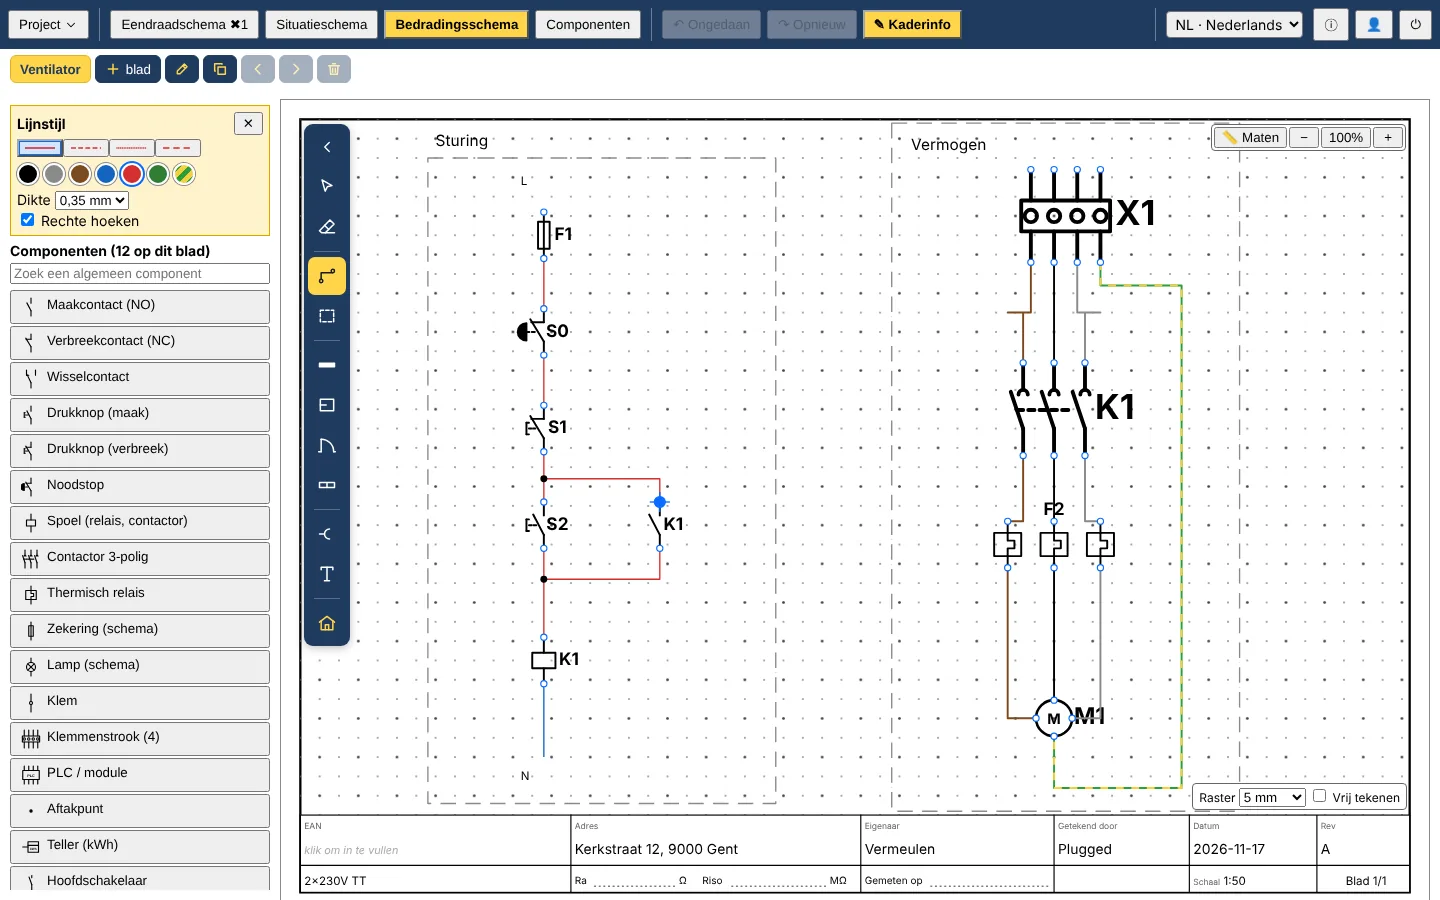 Project
Eendraadschema ✖1
Situatieschema
Bedradingsschema
Componenten
↶ Ongedaan
↷ Opnieuw
✎ Kaderinfo
NL · Nederlands
Ventilator
+ blad
Lijnstijl
Dikte 0,35 mm
Rechte hoeken
Componenten (12 op dit blad)
Zoek een algemeen component
Maakcontact (NO)
Verbreekcontact (NC)
Wisselcontact
Drukknop (maak)
Drukknop (verbreek)
Noodstop
Spoel (relais, contactor)
Contactor 3-polig
Thermisch relais
Zekering (schema)
Lamp (schema)
Klem
Klemmenstrook (4)
PLC / module
Aftakpunt
Teller (kWh)
Hoofdschakelaar
Sturing
L
F1
S0
S1
S2
K1
K1
N
Vermogen
X1
K1
F2
M
M1
Maten
−
100%
+
Raster 5 mm
Vrij tekenen
EAN
klik om in te vullen
Adres
Kerkstraat 12, 9000 Gent
Eigenaar
Vermeulen
Getekend door
Plugged
Datum
2026-11-17
Rev
A
2×230V TT
Ra Ω Riso MΩ
Gemeten op
Schaal 1:50
Blad 1/1